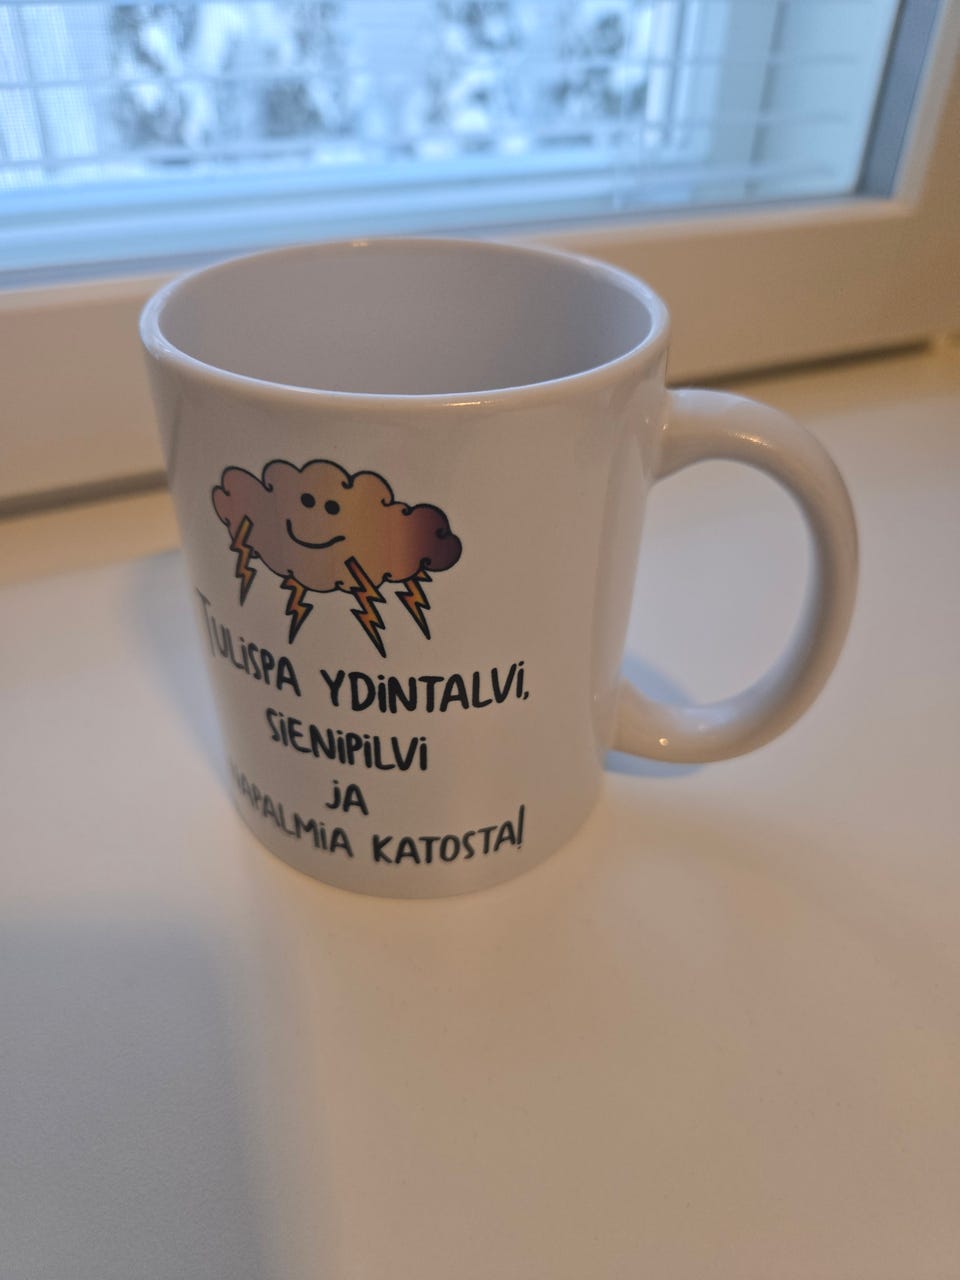 TULiSPA YDiNTALVi,
SiENiPiLVi
jA
NAPALMiA KATOSTA!